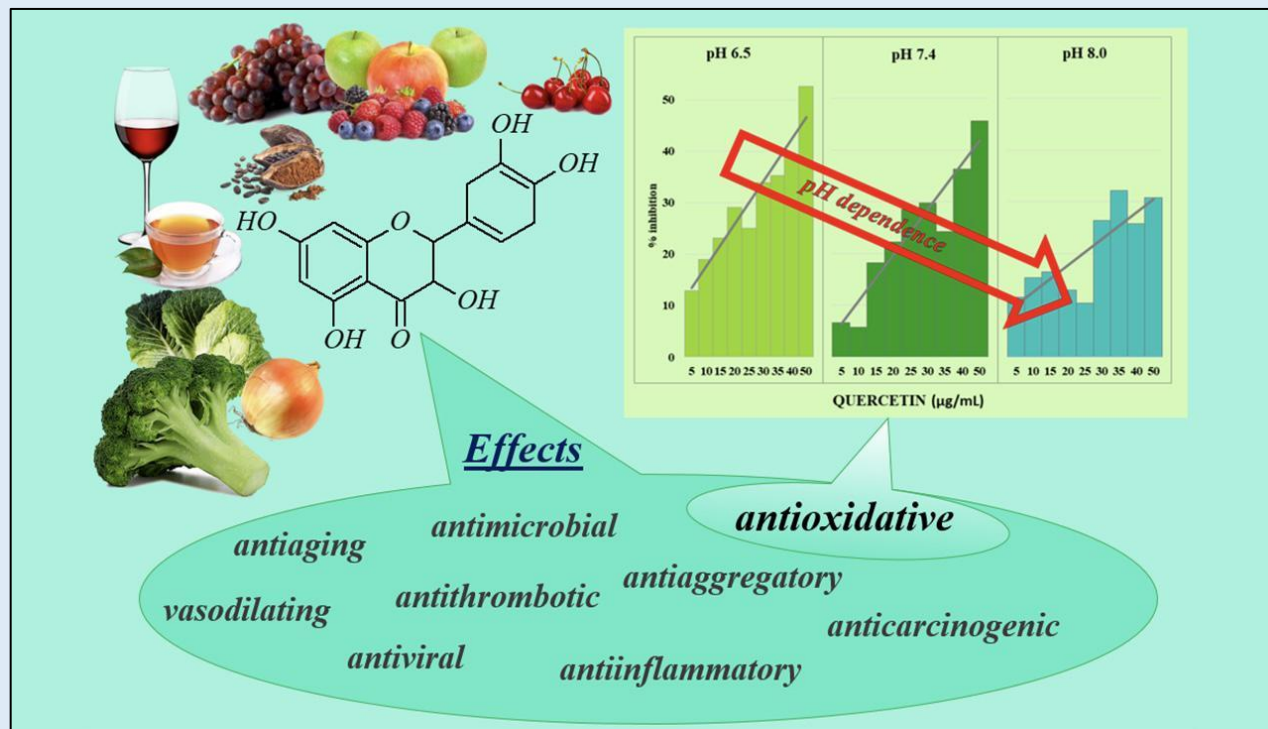 pH 6.5 pH 7.4 pH 8.0
50
40
30
20
10
0
% inhibition
pH dependence
5 10 15 20 25 30 35 40 50 5 10 15 20 25 30 35 40 50 5 10 15 20 25 30 35 40 50
QUERCETIN (µg/mL)
OH
OH
HO
O
OH
OH O
Effects
antioxidative
antimicrobial
antiaging
antiaggregatory
antithrombotic
vasodilating
anticarcinogenic
antiviral
antiinflammatory